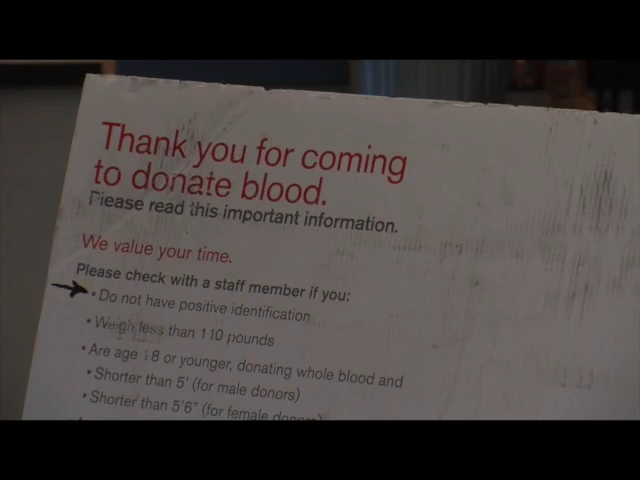 Thank you for coming
to donate blood.
Please read this important information.
We value your time.
Please check with a staff member if you:
• Do not have positive identification
• Weigh less than 110 pounds
• Are age 18 or younger, donating whole blood and
• Shorter than 5' (for male donors)
• Shorter than 5'6" (for female donors)